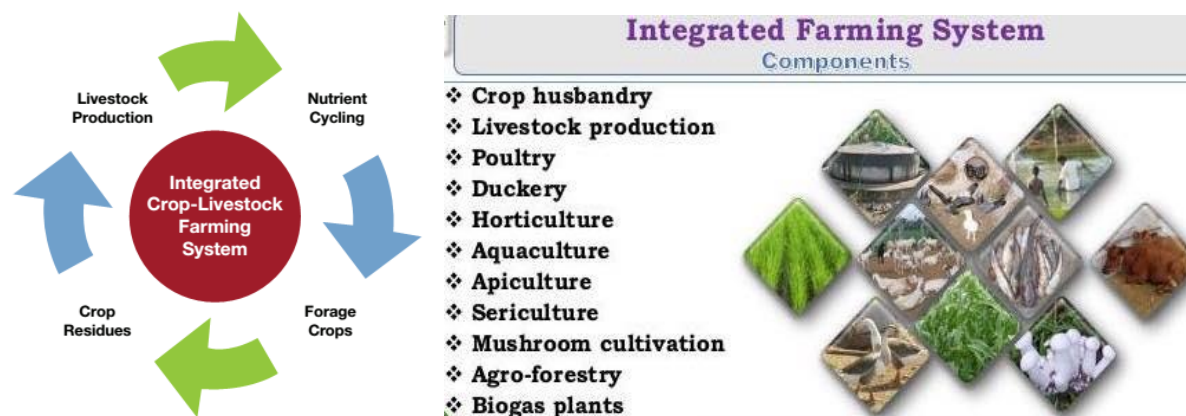 Livestock
Production
Nutrient
Cycling
Integrated
Crop-Livestock
Farming
System
Crop
Residues
Forage
Crops
Integrated Farming System
Components
❖ Crop husbandry
❖ Livestock production
❖ Poultry
❖ Duckery
❖ Horticulture
❖ Aquaculture
❖ Apiculture
❖ Sericulture
❖ Mushroom cultivation
❖ Agro-forestry
❖ Biogas plants